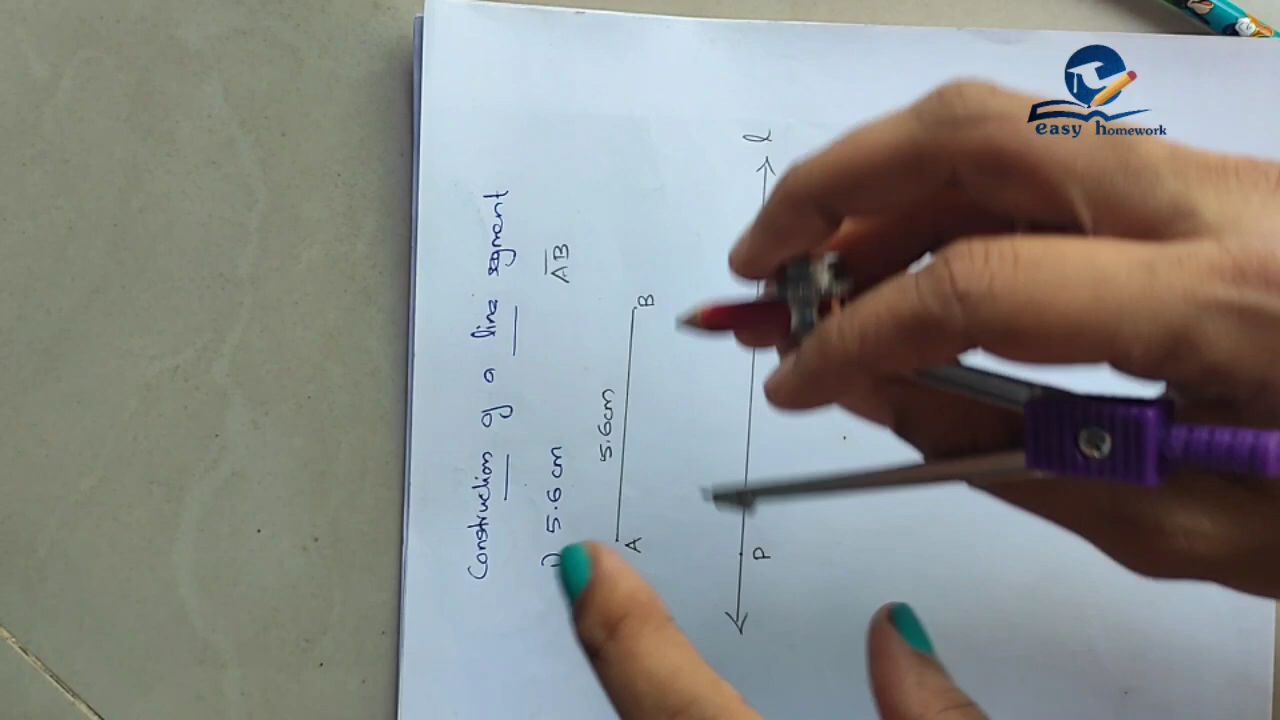 Construction of a line segment
1) 5.6 cm AB
5.6cm
A B
l
P
easy homework